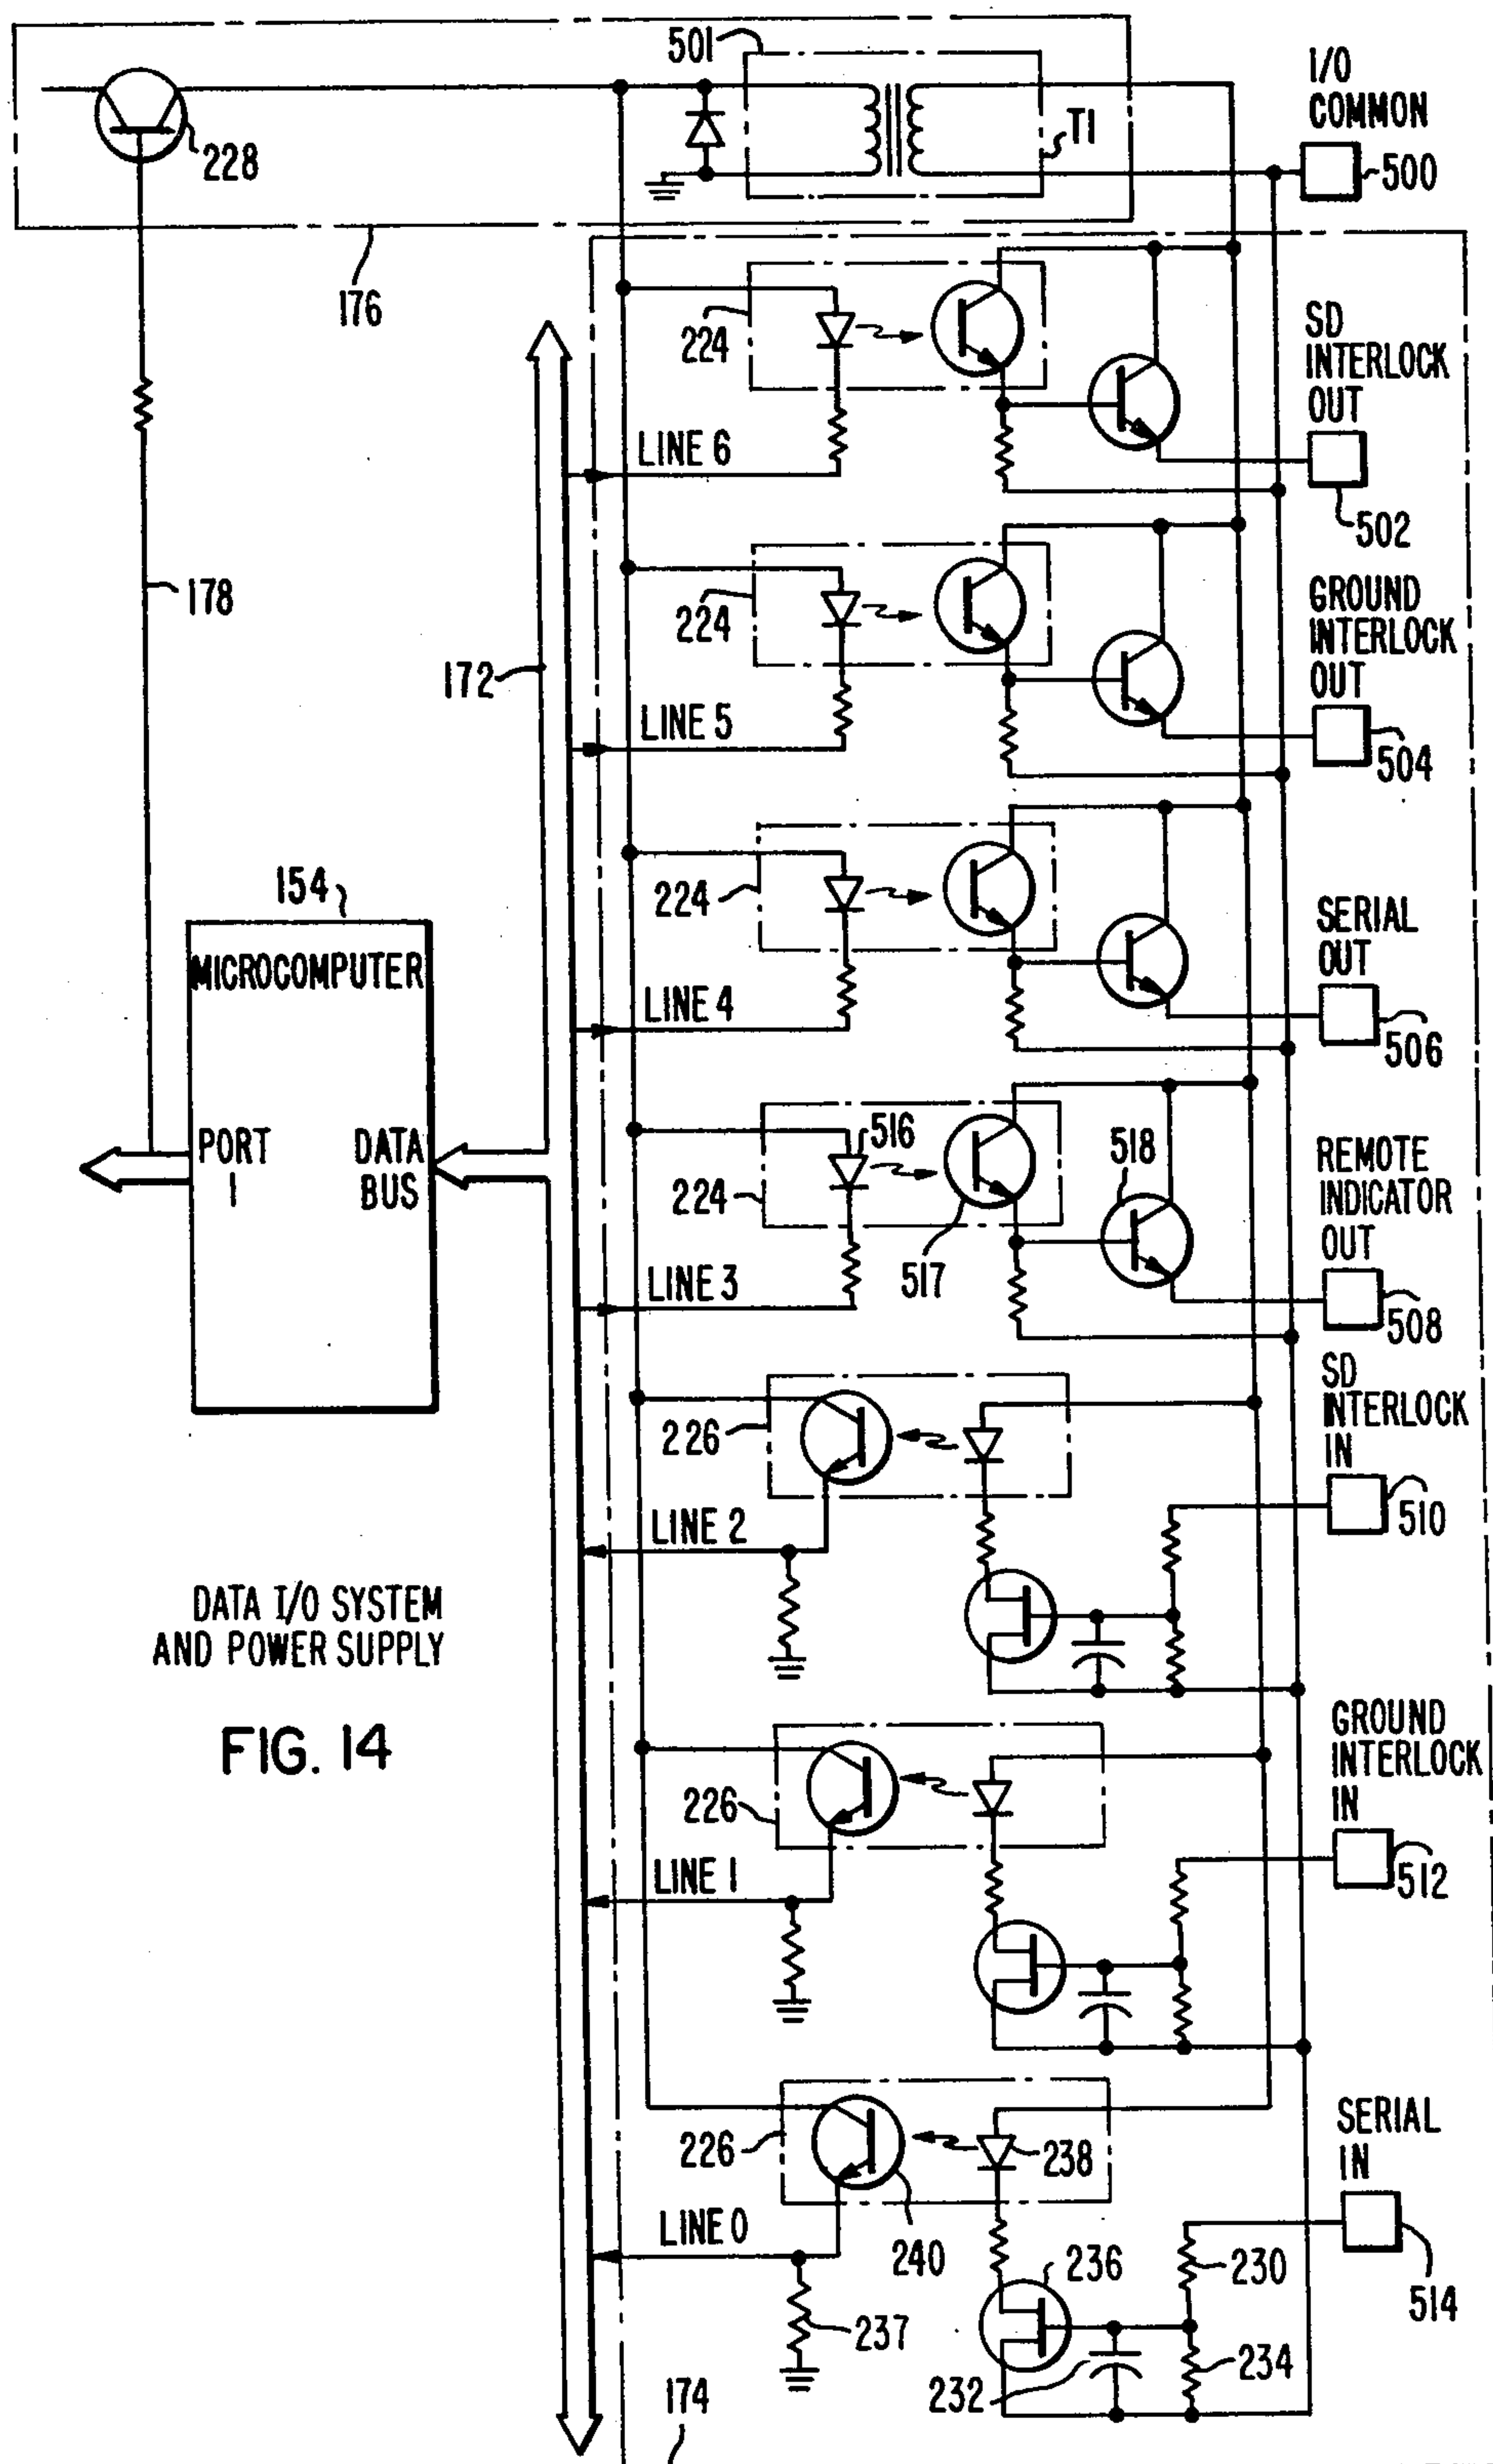 501
I/O
COMMON
T1
228
500
176
224
SD
INTERLOCK
OUT
LINE 6
502
178
224
GROUND
INTERLOCK
OUT
172
LINE 5
504
154
MICROCOMPUTER
224
SERIAL
OUT
LINE 4
506
PORT
1
DATA
BUS
516
224
518
REMOTE
INDICATOR
OUT
517
LINE 3
508
226
SD
INTERLOCK
IN
510
LINE 2
DATA I/O SYSTEM
AND POWER SUPPLY
FIG. 14
226
GROUND
INTERLOCK
IN
LINE 1
512
226
238
SERIAL
IN
LINE 0
240
236
230
514
237
232
234
174